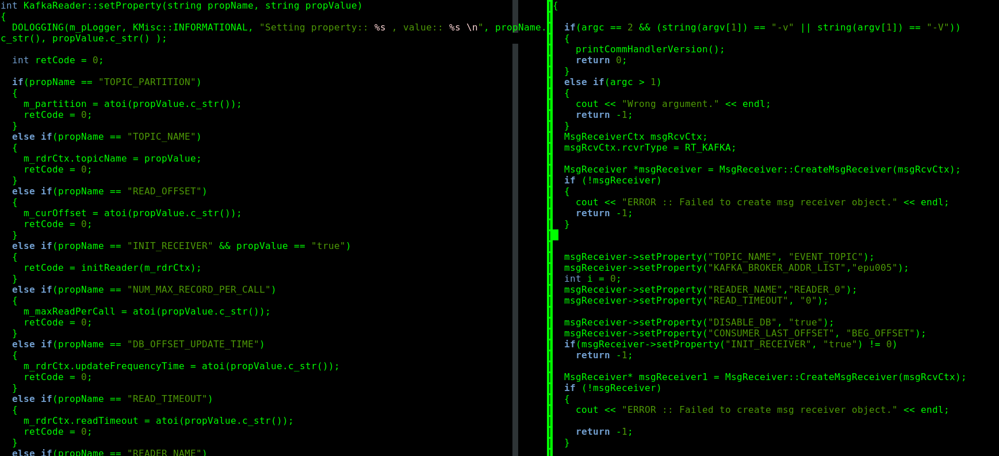 int KafkaReader::setProperty(string propName, string propValue)
{
  DOLOGGING(m_pLogger, KMisc::INFORMATIONAL, "Setting property:: %s , value:: %s \n", propName.
c_str(), propValue.c_str() );

  int retCode = 0;

  if(propName == "TOPIC_PARTITION")
  {
    m_partition = atoi(propValue.c_str());
    retCode = 0;
  }
  else if(propName == "TOPIC_NAME")
  {
    m_rdrCtx.topicName = propValue;
    retCode = 0;
  }
  else if(propName == "READ_OFFSET")
  {
    m_curOffset = atoi(propValue.c_str());
    retCode = 0;
  }
  else if(propName == "INIT_RECEIVER" && propValue == "true")
  {
    retCode = initReader(m_rdrCtx);
  }
  else if(propName == "NUM_MAX_RECORD_PER_CALL")
  {
    m_maxReadPerCall = atoi(propValue.c_str());
    retCode = 0;
  }
  else if(propName == "DB_OFFSET_UPDATE_TIME")
  {
    m_rdrCtx.updateFrequencyTime = atoi(propValue.c_str());
    retCode = 0;
  }
  else if(propName == "READ_TIMEOUT")
  {
    m_rdrCtx.readTimeout = atoi(propValue.c_str());
    retCode = 0;
  }
  else if(propName == "READER_NAME")
{

  if(argc == 2 && (string(argv[1]) == "-v" || string(argv[1]) == "-V"))
  {
    printCommHandlerVersion();
    return 0;
  }
  else if(argc > 1)
  {
    cout << "Wrong argument." << endl;
    return -1;
  }
  MsgReceiverCtx msgRcvCtx;
  msgRcvCtx.rcvrType = RT_KAFKA;

  MsgReceiver *msgReceiver = MsgReceiver::CreateMsgReceiver(msgRcvCtx);
  if (!msgReceiver)
  {
    cout << "ERROR :: Failed to create msg receiver object." << endl;
    return -1;
  }

  msgReceiver->setProperty("TOPIC_NAME", "EVENT_TOPIC");
  msgReceiver->setProperty("KAFKA_BROKER_ADDR_LIST","epu005");
  int i = 0;
  msgReceiver->setProperty("READER_NAME","READER_0");
  msgReceiver->setProperty("READ_TIMEOUT", "0");

  msgReceiver->setProperty("DISABLE_DB", "true");
  msgReceiver->setProperty("CONSUMER_LAST_OFFSET", "BEG_OFFSET");
  if(msgReceiver->setProperty("INIT_RECEIVER", "true") != 0)
    return -1;

  MsgReceiver* msgReceiver1 = MsgReceiver::CreateMsgReceiver(msgRcvCtx);
  if (!msgReceiver)
  {
    cout << "ERROR :: Failed to create msg receiver object." << endl;

    return -1;
  }